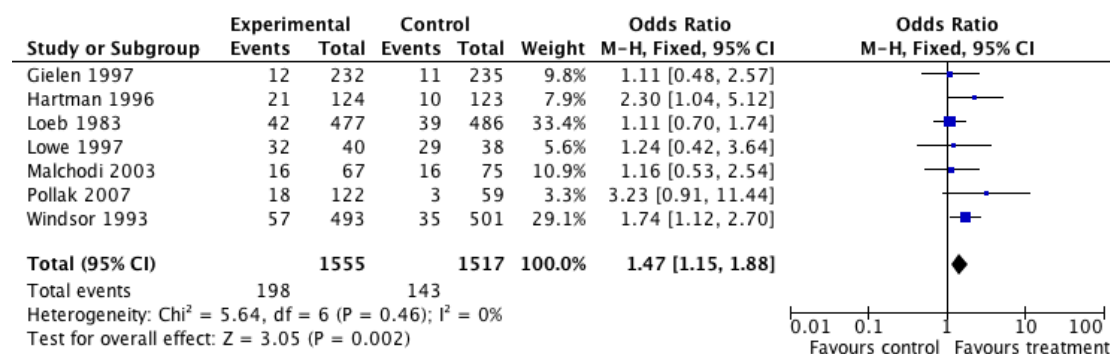 Experimental Control Odds Ratio Odds Ratio
Study or Subgroup Events Total Events Total Weight M-H, Fixed, 95% CI M-H, Fixed, 95% CI
Gielen 1997 12 232 11 235 9.8% 1.11 [0.48, 2.57]
Hartman 1996 21 124 10 123 7.9% 2.30 [1.04, 5.12]
Loeb 1983 42 477 39 486 33.4% 1.11 [0.70, 1.74]
Lowe 1997 32 40 29 38 5.6% 1.24 [0.42, 3.64]
Malchodi 2003 16 67 16 75 10.9% 1.16 [0.53, 2.54]
Pollak 2007 18 122 3 59 3.3% 3.23 [0.91, 11.44]
Windsor 1993 57 493 35 501 29.1% 1.74 [1.12, 2.70]
Total (95% CI) 1555 1517 100.0% 1.47 [1.15, 1.88]
Total events 198 143
Heterogeneity: Chi² = 5.64, df = 6 (P = 0.46); I² = 0%
Test for overall effect: Z = 3.05 (P = 0.002)
0.01 0.1 1 10 100
Favours control Favours treatment